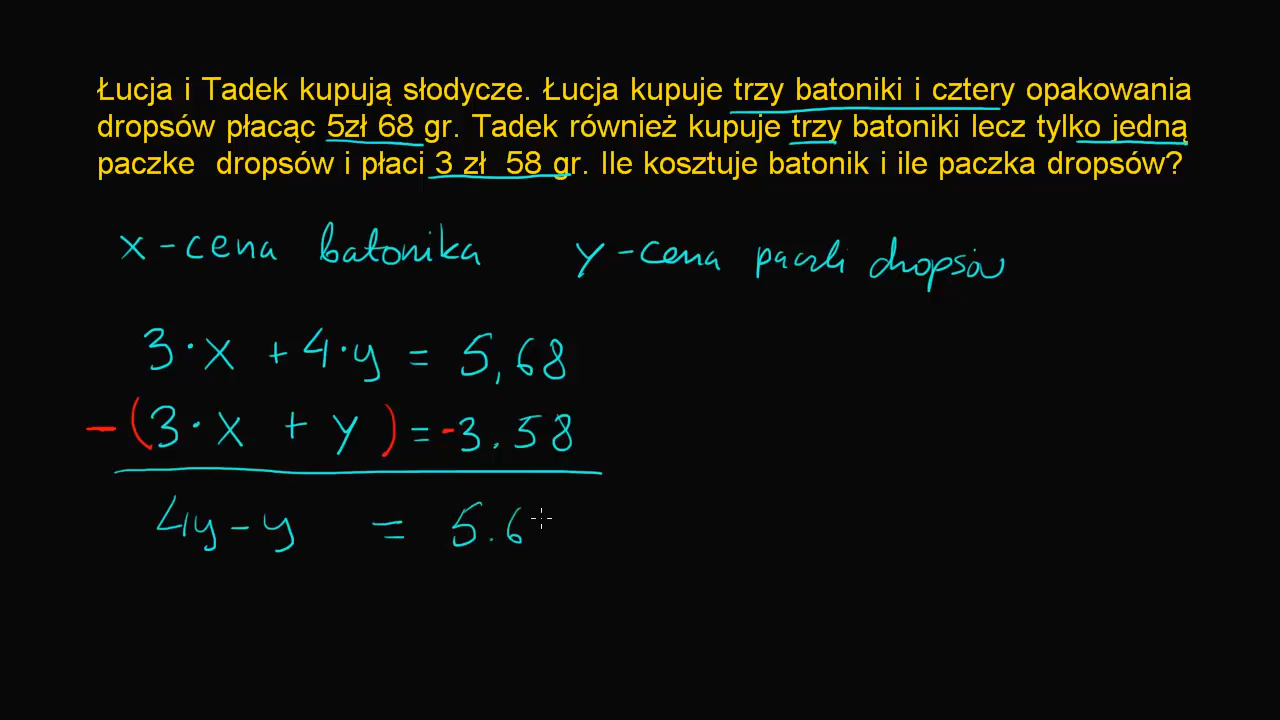 Łucja i Tadek kupują słodycze. Łucja kupuje trzy batoniki i cztery opakowania
dropsów płacąc 5zł 68 gr. Tadek również kupuje trzy batoniki lecz tylko jedną
paczke dropsów i płaci 3 zł 58 gr. Ile kosztuje batonik i ile paczka dropsów?
x - cena batonika y - cena paczki dropsów
3·x + 4·y = 5,68
-(3·x + y) = -3.58
4y - y = 5.6